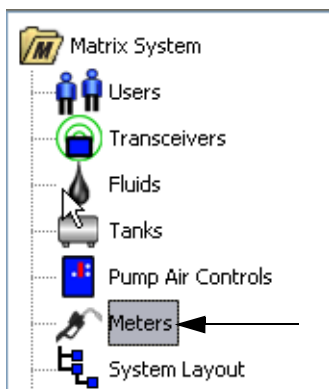 Matrix System
Users
Transceivers
Fluids
Tanks
Pump Air Controls
Meters
System Layout